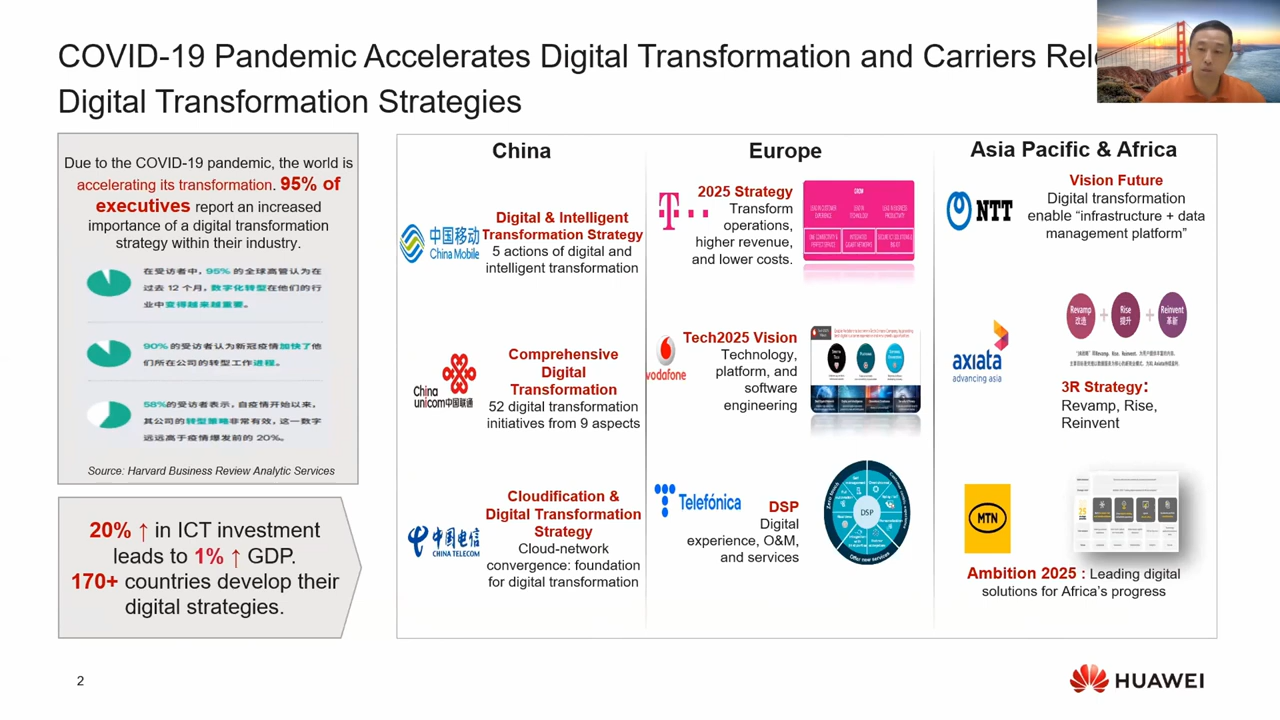 COVID-19 Pandemic Accelerates Digital Transformation and Carriers
Digital Transformation Strategies
Due to the COVID-19 pandemic, the world is
accelerating its transformation. 95% of
executives report an increased
importance of a digital transformation
strategy within their industry.
在受访者中，95% 的全球高管认为在
过去 12 个月，数字化转型在他们的行
业中变得越来越重要。
90% 的受访者认为新冠疫情加快了他
们所在公司的转型工作进程。
58%的受访者表示，自疫情开始以来，
其公司的转型策略非常有效，这一数字
远远高于疫情爆发前的 20%。
Source: Harvard Business Review Analytic Services
20% ↑ in ICT investment
leads to 1% ↑ GDP.
170+ countries develop their
digital strategies.
China
中国移动
China Mobile
Digital & Intelligent
Transformation Strategy
5 actions of digital and
intelligent transformation
China
unicom中国联通
Comprehensive
Digital
Transformation
52 digital transformation
initiatives from 9 aspects
中国电信
CHINA TELECOM
Cloudification &
Digital Transformation
Strategy
Cloud-network
convergence: foundation
for digital transformation
Europe
T
2025 Strategy
Transform
operations,
higher revenue,
and lower costs.
vodafone
Tech2025 Vision
Technology,
platform, and
software
engineering
Telefónica
DSP
Digital
experience, O&M,
and services
DSP
Asia Pacific & Africa
NTT
Vision Future
Digital transformation
enable “infrastructure + data
management platform”
axiata
advancing asia
Revamp
改造
+
Rise
提升
+
Reinvent
革新
3R Strategy：
Revamp, Rise,
Reinvent
MTN
Ambition 2025 : Leading digital
solutions for Africa’s progress
2
HUAWEI